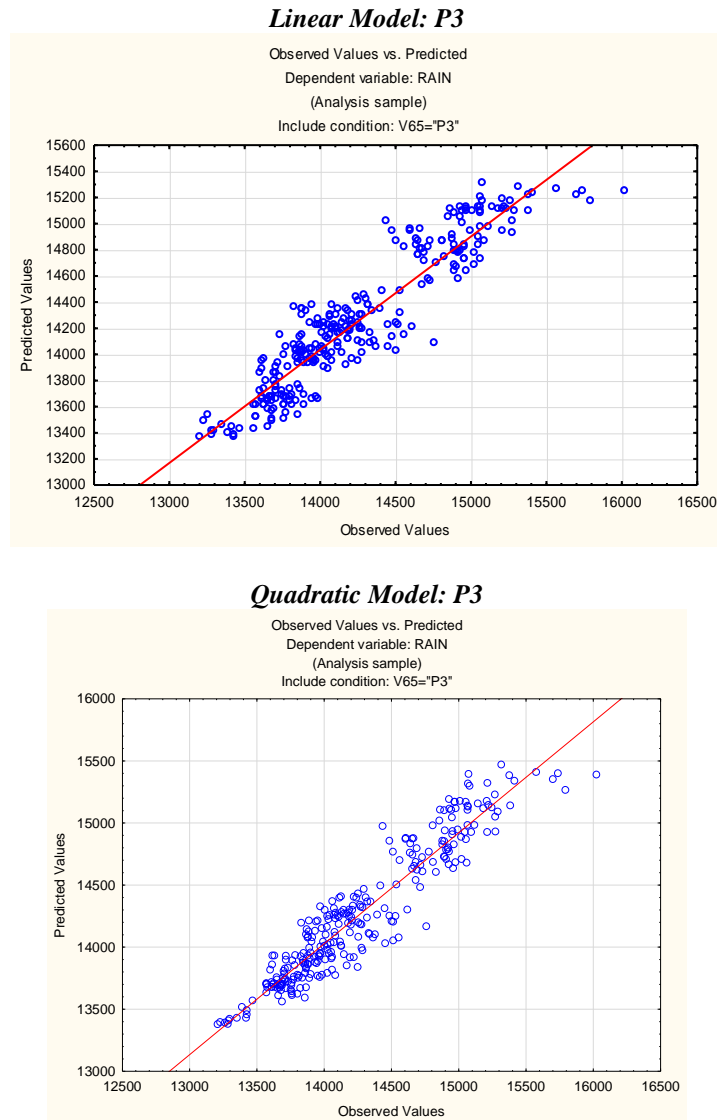 Linear Model: P3
Observed Values vs. Predicted
Dependent variable: RAIN
(Analysis sample)
Include condition: V65="P3"
15600
15400
15200
15000
14800
14600
14400
14200
14000
13800
13600
13400
13200
13000
Predicted Values
12500 13000 13500 14000 14500 15000 15500 16000 16500
Observed Values
Quadratic Model: P3
Observed Values vs. Predicted
Dependent variable: RAIN
(Analysis sample)
Include condition: V65="P3"
16000
15500
15000
14500
14000
13500
13000
Predicted Values
12500 13000 13500 14000 14500 15000 15500 16000 16500
Observed Values